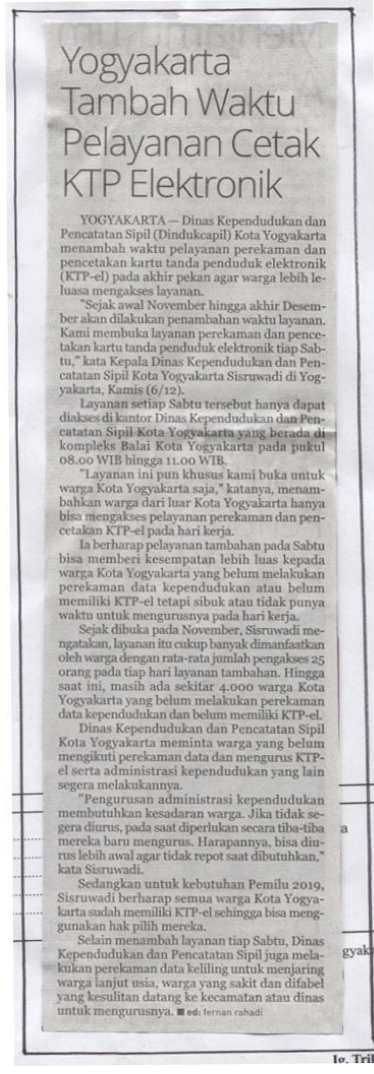 Yogyakarta
Tambah Waktu
Pelayanan Cetak
KTP Elektronik
YOGYAKARTA — Dinas Kependudukan dan
Pencatatan Sipil (Dindukcapil) Kota Yogyakarta
menambah waktu pelayanan perekaman dan
pencetakan kartu tanda penduduk elektronik
(KTP-el) pada akhir pekan agar warga lebih le-
luasa mengakses layanan.
"Sejak awal November hingga akhir Desem-
ber akan dilakukan penambahan waktu layanan.
Kami membuka layanan perekaman dan pence-
takan kartu tanda penduduk elektronik tiap Sab-
tu," kata Kepala Dinas Kependudukan dan Pen-
catatan Sipil Kota Yogyakarta Sisruwadi di Yog-
yakarta, Kamis (6/12).
Layanan setiap Sabtu tersebut hanya dapat
diakses di kantor Dinas Kependudukan dan Pen-
catatan Sipil Kota Yogyakarta yang berada di
kompleks Balai Kota Yogyakarta pada pukul
08.00 WIB hingga 11.00 WIB.
"Layanan ini pun khusus kami buka untuk
warga Kota Yogyakarta saja," katanya, menam-
bahkan warga dari luar Kota Yogyakarta hanya
bisa mengakses pelayanan perekaman dan pen-
cetakan KTP-el pada hari kerja.
Ia berharap pelayanan tambahan pada Sabtu
bisa memberi kesempatan lebih luas kepada
warga Kota Yogyakarta yang belum melakukan
perekaman data kependudukan atau belum
memiliki KTP-el tetapi sibuk atau tidak punya
waktu untuk mengurusnya pada hari kerja.
Sejak dibuka pada November, Sisruwadi me-
ngatakan, layanan itu cukup banyak dimanfaatkan
oleh warga dengan rata-rata jumlah pengakses 25
orang pada tiap hari layanan tambahan. Hingga
saat ini, masih ada sekitar 4.000 warga Kota
Yogyakarta yang belum melakukan perekaman
data kependudukan dan belum memiliki KTP-el.
Dinas Kependudukan dan Pencatatan Sipil
Kota Yogyakarta meminta warga yang belum
mengikuti perekaman data dan mengurus KTP-
el serta administrasi kependudukan yang lain
segera melakukannya.
"Pengurusan administrasi kependudukan
membutuhkan kesadaran warga. Jika tidak se-
gera diurus, pada saat diperlukan secara tiba-tiba
mereka baru mengurus. Harapannya, bisa diu-
rus lebih awal agar tidak repot saat dibutuhkan,"
kata Sisruwadi.
Sedangkan untuk kebutuhan Pemilu 2019,
Sisruwadi berharap semua warga Kota Yogya-
karta sudah memiliki KTP-el sehingga bisa meng-
gunakan hak pilih mereka.
Selain menambah layanan tiap Sabtu, Dinas
Kependudukan dan Pencatatan Sipil juga mela-
kukan perekaman data keliling untuk menjaring
warga lanjut usia, warga yang sakit dan difabel
yang kesulitan datang ke kecamatan atau dinas
untuk mengurusnya. ■ ed: fernan rahadi